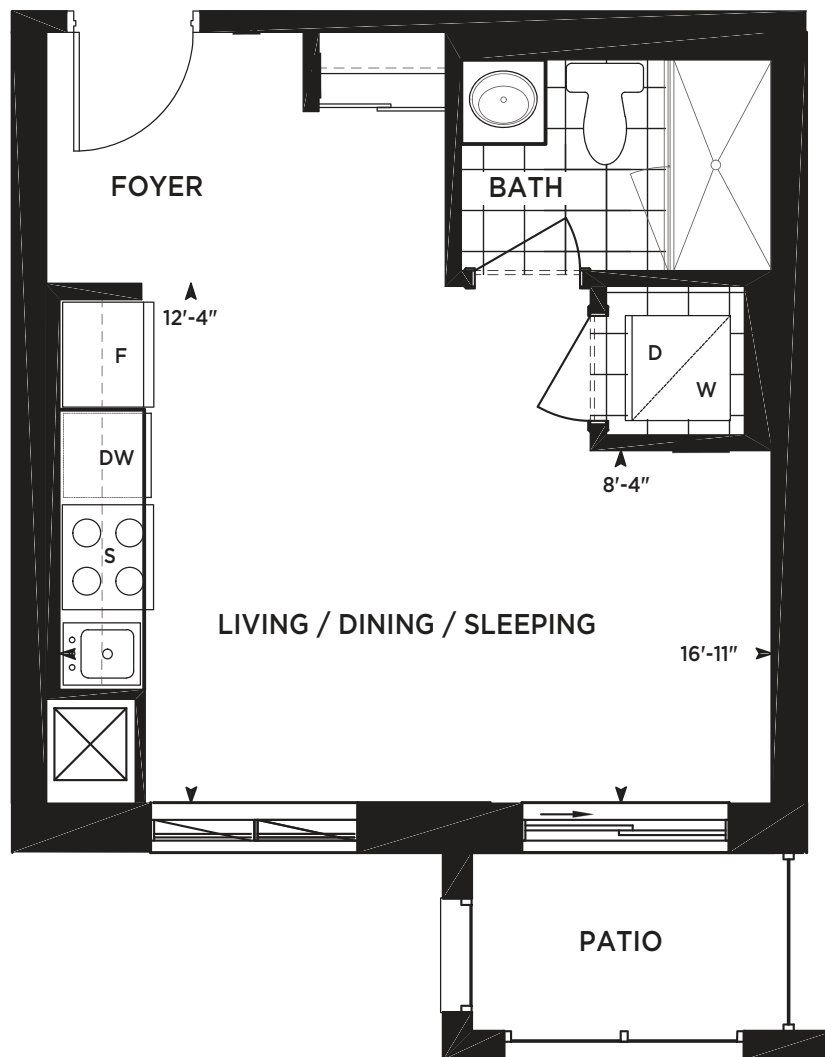 FOYER
BATH
12'-4"
F
D
W
DW
8'-4"
S
LIVING / DINING / SLEEPING
16'-11"
PATIO